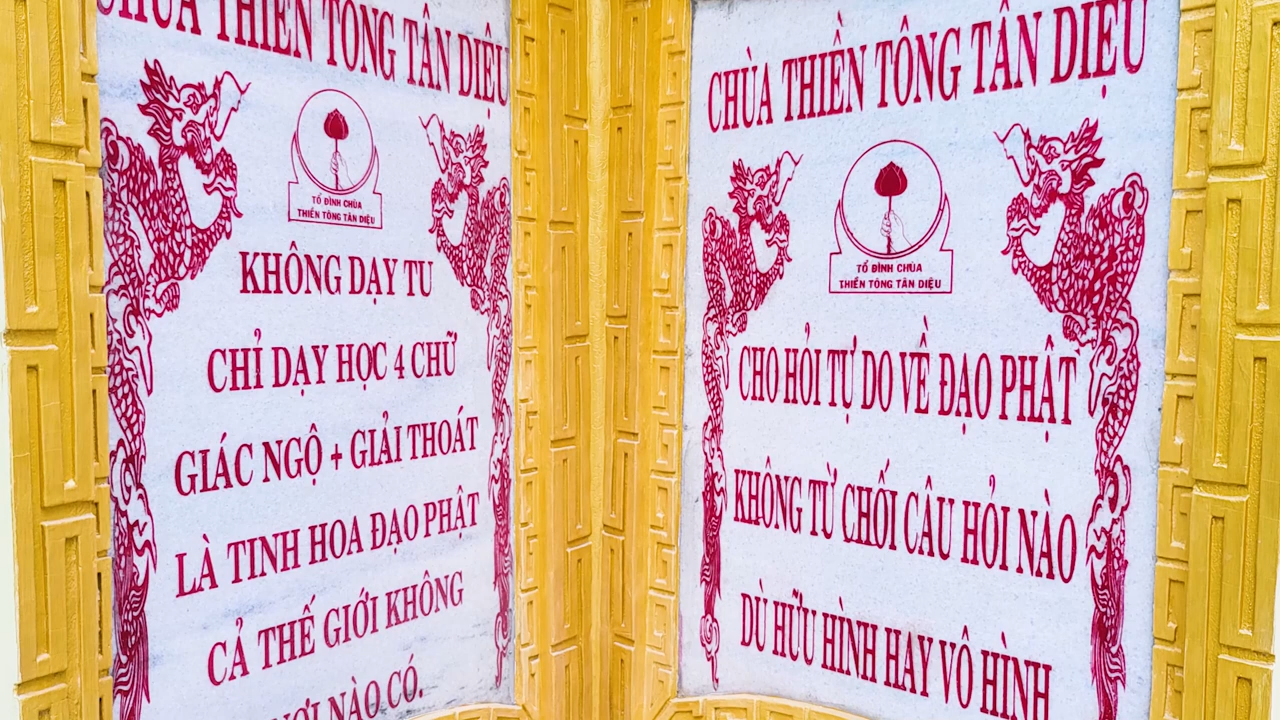 CHÙA THIỀN TÔNG TÂN DIỆU
TỔ ĐÌNH CHÙA
THIỀN TÔNG TÂN DIỆU
KHÔNG DẠY TU
CHỈ DẠY HỌC 4 CHỮ
GIÁC NGỘ + GIẢI THOÁT
LÀ TINH HOA ĐẠO PHẬT
CẢ THẾ GIỚI KHÔNG
NƠI NÀO CÓ.
CHÙA THIỀN TÔNG TÂN DIỆU
TỔ ĐÌNH CHÙA
THIỀN TÔNG TÂN DIỆU
CHO HỎI TỰ DO VỀ ĐẠO PHẬT
KHÔNG TỪ CHỐI CÂU HỎI NÀO
DÙ HỮU HÌNH HAY VÔ HÌNH